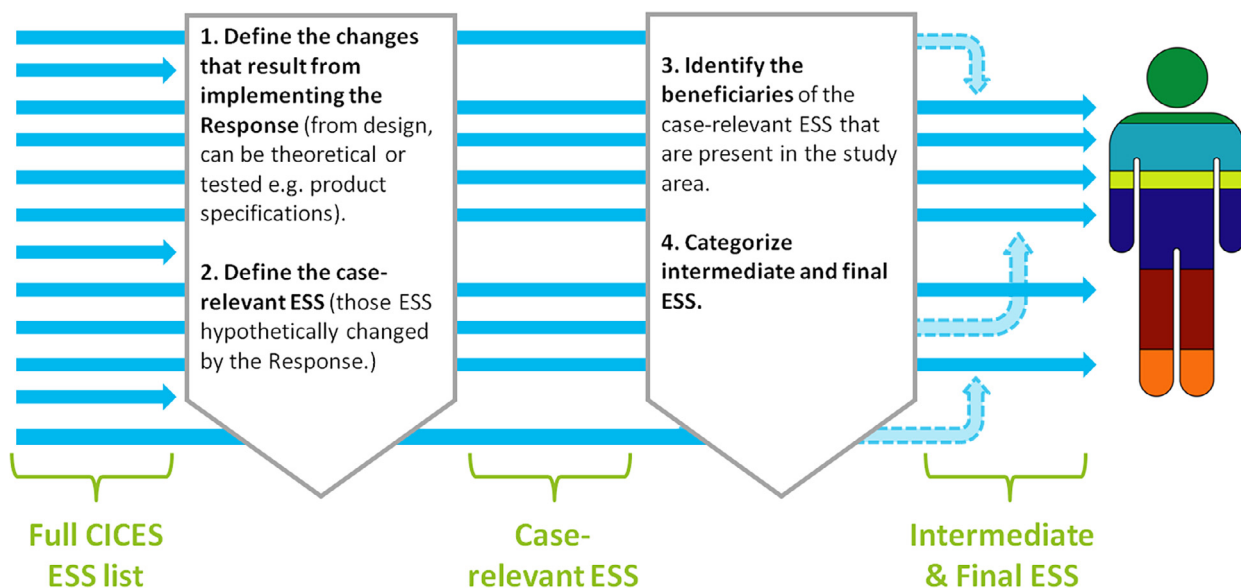 1. Define the changes
that result from
implementing the
Response (from design,
can be theoretical or
tested e.g. product
specifications).
2. Define the case-
relevant ESS (those ESS
hypothetically changed
by the Response.)
3. Identify the
beneficiaries of the
case-relevant ESS that
are present in the study
area.
4. Categorize
intermediate and final
ESS.
Full CICES
ESS list
Case-
relevant ESS
Intermediate
& Final ESS